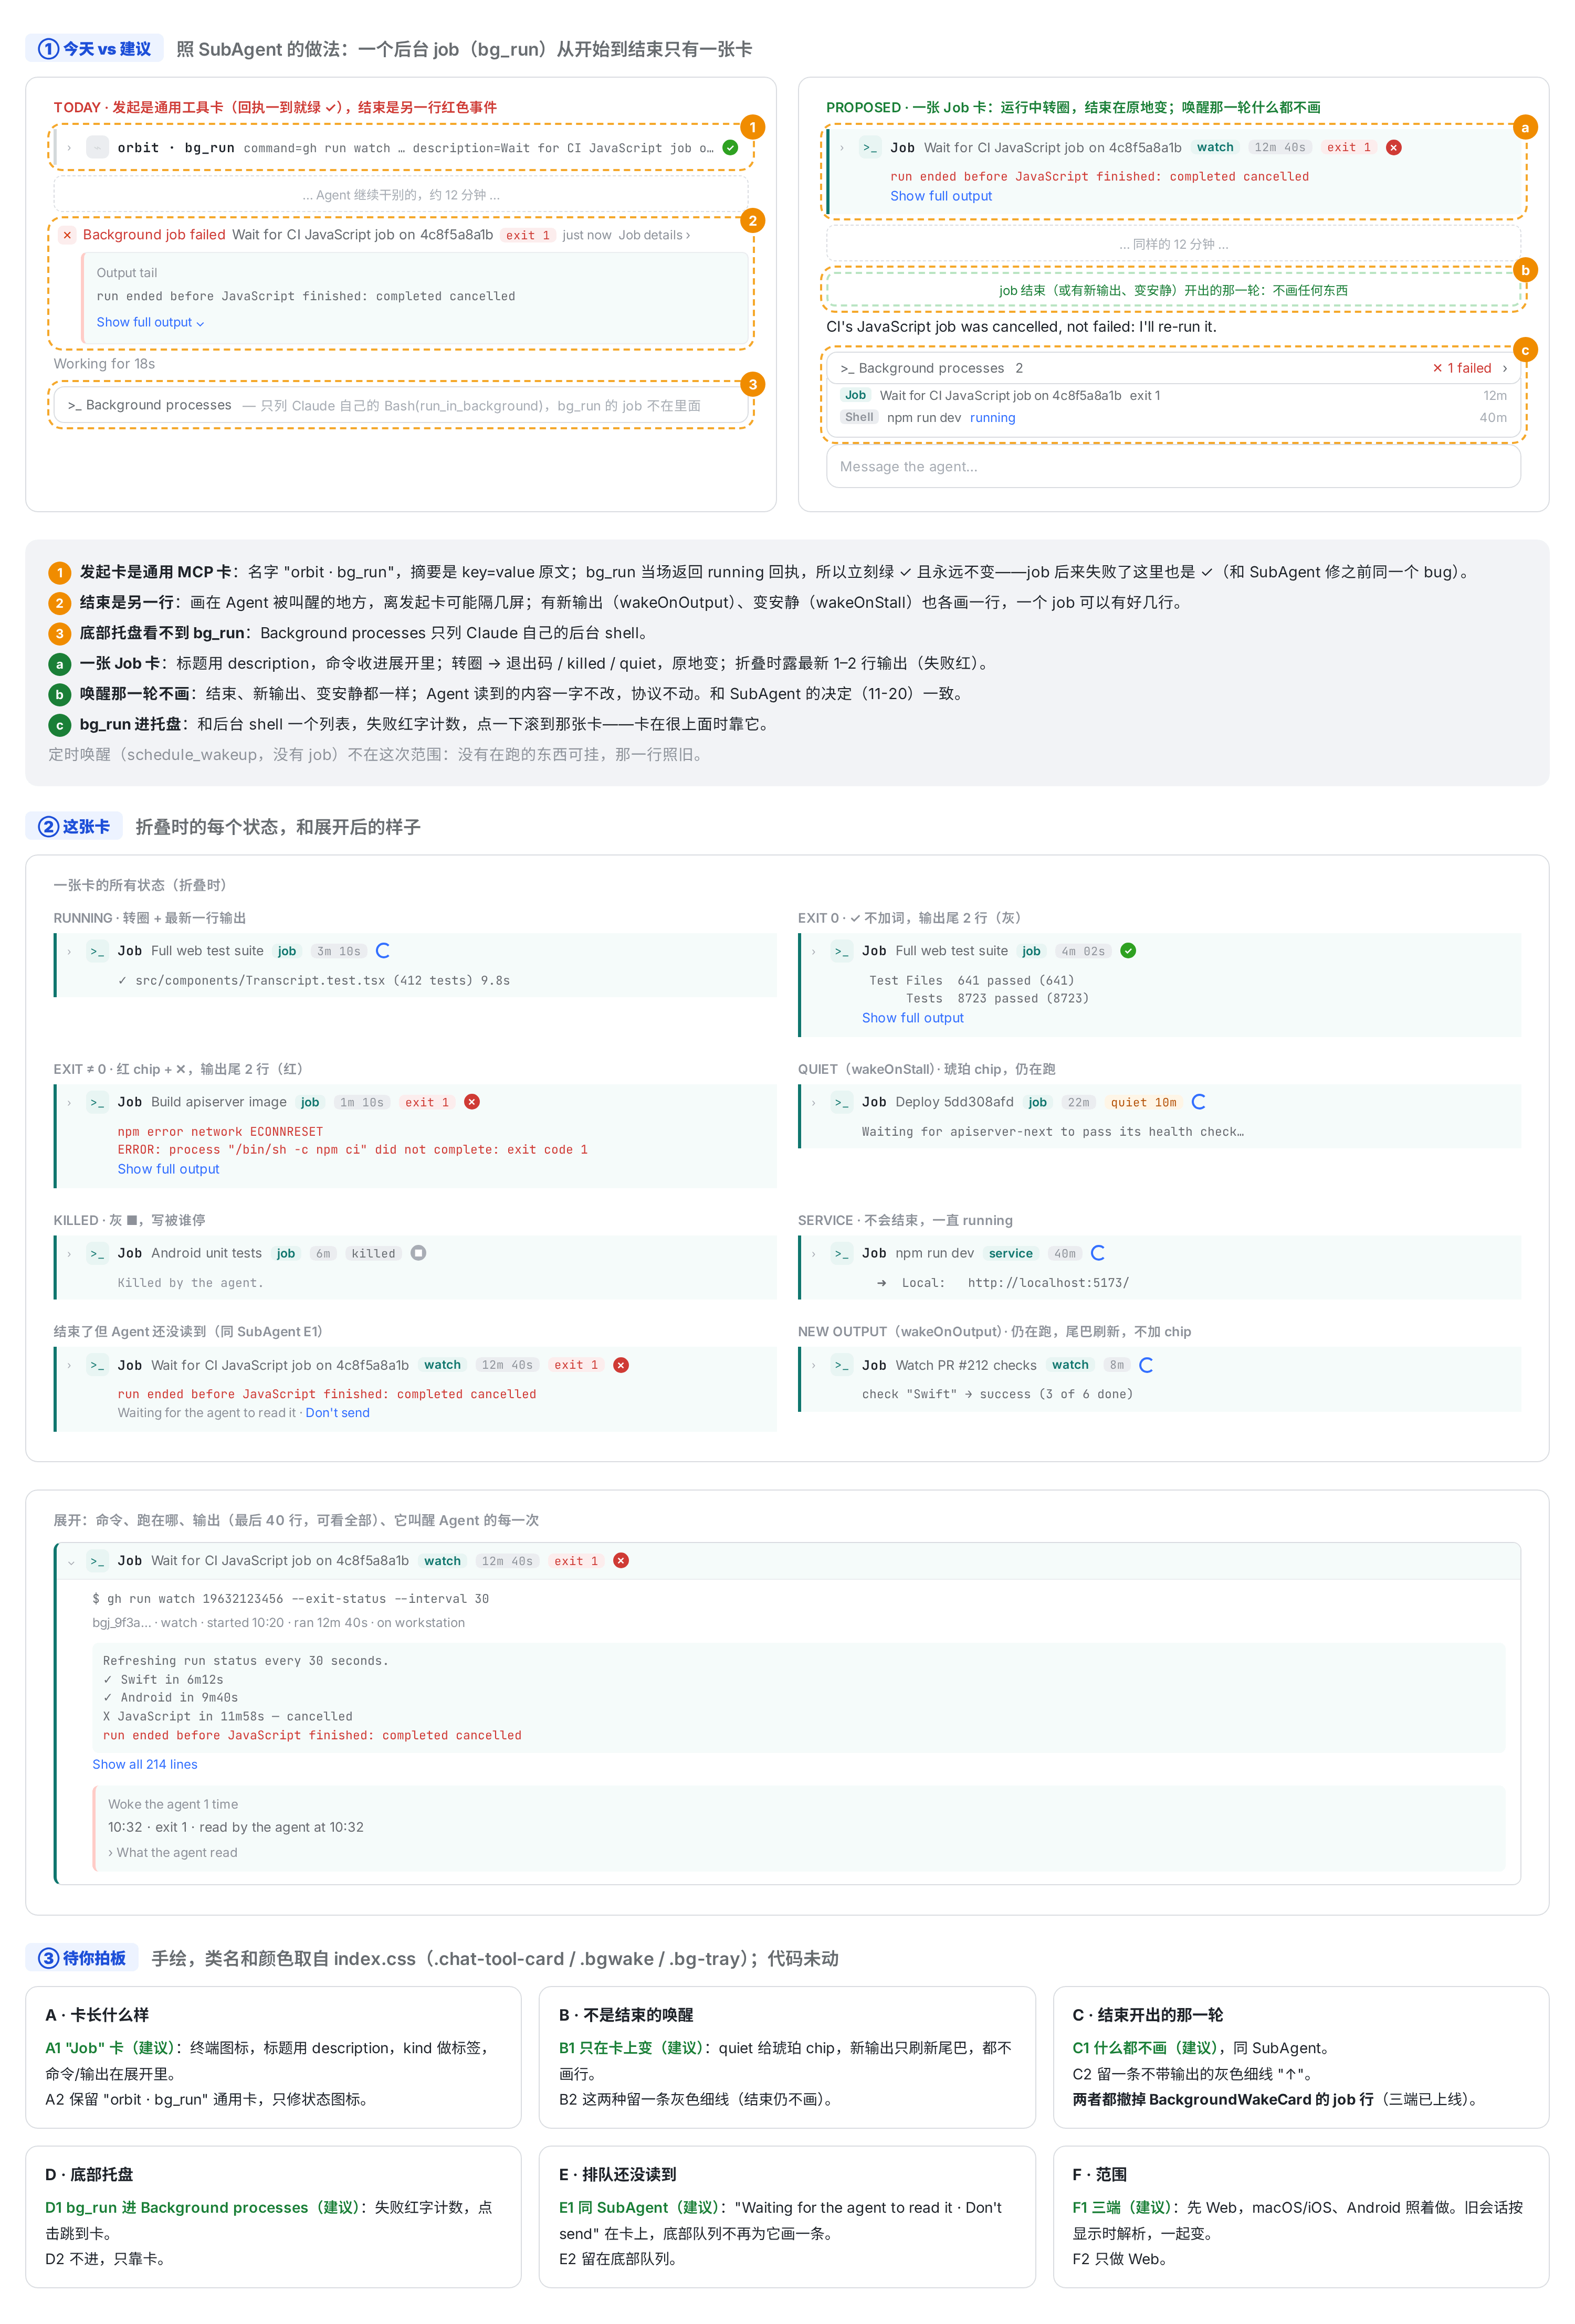 ① 今天 vs 建议 照 SubAgent 的做法：一个后台 job（bg_run）从开始到结束只有一张卡
TODAY · 发起是通用工具卡（回执一到就绿 ✓），结束是另一行红色事件
1
› orbit · bg_run command=gh run watch … description=Wait for CI JavaScript job o… ✓
… Agent 继续干别的，约 12 分钟 …
2
✕ Background job failed Wait for CI JavaScript job on 4c8f5a8a1b exit 1 just now Job details ›
Output tail
run ended before JavaScript finished: completed cancelled
Show full output ⌄
Working for 18s
3
>_ Background processes — 只列 Claude 自己的 Bash(run_in_background)，bg_run 的 job 不在里面
PROPOSED · 一张 Job 卡：运行中转圈，结束在原地变；唤醒那一轮什么都不画
a
› >_ Job Wait for CI JavaScript job on 4c8f5a8a1b watch 12m 40s exit 1 ✕
run ended before JavaScript finished: completed cancelled
Show full output
… 同样的 12 分钟 …
b
job 结束（或有新输出、变安静）开出的那一轮：不画任何东西
CI's JavaScript job was cancelled, not failed: I'll re-run it.
c
>_ Background processes 2 ✕ 1 failed ›
Job Wait for CI JavaScript job on 4c8f5a8a1b exit 1 12m
Shell npm run dev running 40m
Message the agent…
1 发起卡是通用 MCP 卡：名字 "orbit · bg_run"，摘要是 key=value 原文；bg_run 当场返回 running 回执，所以立刻绿 ✓ 且永远不变——job 后来失败了这里也是 ✓（和 SubAgent 修之前同一个 bug）。
2 结束是另一行：画在 Agent 被叫醒的地方，离发起卡可能隔几屏；有新输出（wakeOnOutput）、变安静（wakeOnStall）也各画一行，一个 job 可以有好几行。
3 底部托盘看不到 bg_run：Background processes 只列 Claude 自己的后台 shell。
a 一张 Job 卡：标题用 description，命令收进展开里；转圈 → 退出码 / killed / quiet，原地变；折叠时露最新 1–2 行输出（失败红）。
b 唤醒那一轮不画：结束、新输出、变安静都一样；Agent 读到的内容一字不改，协议不动。和 SubAgent 的决定（11-20）一致。
c bg_run 进托盘：和后台 shell 一个列表，失败红字计数，点一下滚到那张卡——卡在很上面时靠它。
定时唤醒（schedule_wakeup，没有 job）不在这次范围：没有在跑的东西可挂，那一行照旧。
② 这张卡 折叠时的每个状态，和展开后的样子
一张卡的所有状态（折叠时）
RUNNING · 转圈 + 最新一行输出
› >_ Job Full web test suite job 3m 10s
✓ src/components/Transcript.test.tsx (412 tests) 9.8s
EXIT 0 · ✓ 不加词，输出尾 2 行（灰）
› >_ Job Full web test suite job 4m 02s ✓
Test Files 641 passed (641)
Tests 8723 passed (8723)
Show full output
EXIT ≠ 0 · 红 chip + ✕，输出尾 2 行（红）
› >_ Job Build apiserver image job 1m 10s exit 1 ✕
npm error network ECONNRESET
ERROR: process "/bin/sh -c npm ci" did not complete: exit code 1
Show full output
QUIET（wakeOnStall）· 琥珀 chip，仍在跑
› >_ Job Deploy 5dd308afd job 22m quiet 10m
Waiting for apiserver-next to pass its health check…
KILLED · 灰 ■，写被谁停
› >_ Job Android unit tests job 6m killed
Killed by the agent.
SERVICE · 不会结束，一直 running
› >_ Job npm run dev service 40m
➜ Local: http://localhost:5173/
结束了但 Agent 还没读到（同 SubAgent E1）
› >_ Job Wait for CI JavaScript job on 4c8f5a8a1b watch 12m 40s exit 1 ✕
run ended before JavaScript finished: completed cancelled
Waiting for the agent to read it · Don't send
NEW OUTPUT（wakeOnOutput）· 仍在跑，尾巴刷新，不加 chip
› >_ Job Watch PR #212 checks watch 8m
check "Swift" → success (3 of 6 done)
展开：命令、跑在哪、输出（最后 40 行，可看全部）、它叫醒 Agent 的每一次
⌄ >_ Job Wait for CI JavaScript job on 4c8f5a8a1b watch 12m 40s exit 1 ✕
$ gh run watch 19632123456 --exit-status --interval 30
bgj_9f3a… · watch · started 10:20 · ran 12m 40s · on workstation
Refreshing run status every 30 seconds.
✓ Swift in 6m12s
✓ Android in 9m40s
X JavaScript in 11m58s — cancelled
run ended before JavaScript finished: completed cancelled
Show all 214 lines
Woke the agent 1 time
10:32 · exit 1 · read by the agent at 10:32
› What the agent read
③ 待你拍板 手绘，类名和颜色取自 index.css（.chat-tool-card / .bgwake / .bg-tray）；代码未动
A · 卡长什么样
A1 "Job" 卡（建议）：终端图标，标题用 description，kind 做标签，
命令/输出在展开里。
A2 保留 "orbit · bg_run" 通用卡，只修状态图标。
B · 不是结束的唤醒
B1 只在卡上变（建议）：quiet 给琥珀 chip，新输出只刷新尾巴，都不
画行。
B2 这两种留一条灰色细线（结束仍不画）。
C · 结束开出的那一轮
C1 什么都不画（建议），同 SubAgent。
C2 留一条不带输出的灰色细线 "↑"。
两者都撤掉 BackgroundWakeCard 的 job 行（三端已上线）。
D · 底部托盘
D1 bg_run 进 Background processes（建议）：失败红字计数，点
击跳到卡。
D2 不进，只靠卡。
E · 排队还没读到
E1 同 SubAgent（建议）："Waiting for the agent to read it · Don't
send" 在卡上，底部队列不再为它画一条。
E2 留在底部队列。
F · 范围
F1 三端（建议）：先 Web，macOS/iOS、Android 照着做。旧会话按
显示时解析，一起变。
F2 只做 Web。